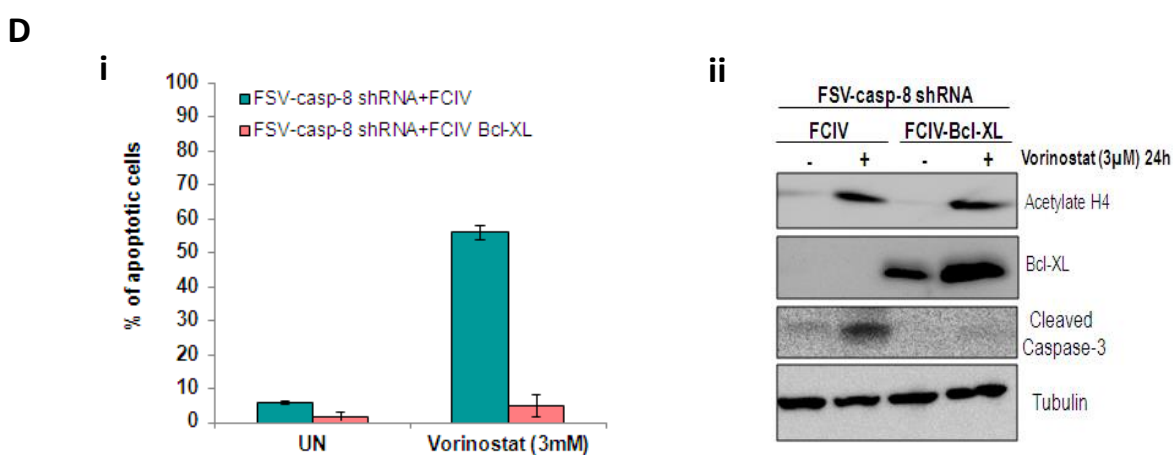 D
i
100
90
80
70
60
50
40
30
20
10
0
% of apoptotic cells
FSV-casp-8 shRNA+FCIV
FSV-casp-8 shRNA+FCIV Bcl-XL
UN
Vorinostat (3mM)
ii
FSV-casp-8 shRNA
FCIV FCIV-Bcl-XL
- + - + Vorinostat (3µM) 24h
Acetylate H4
Bcl-XL
Cleaved
Caspase-3
Tubulin